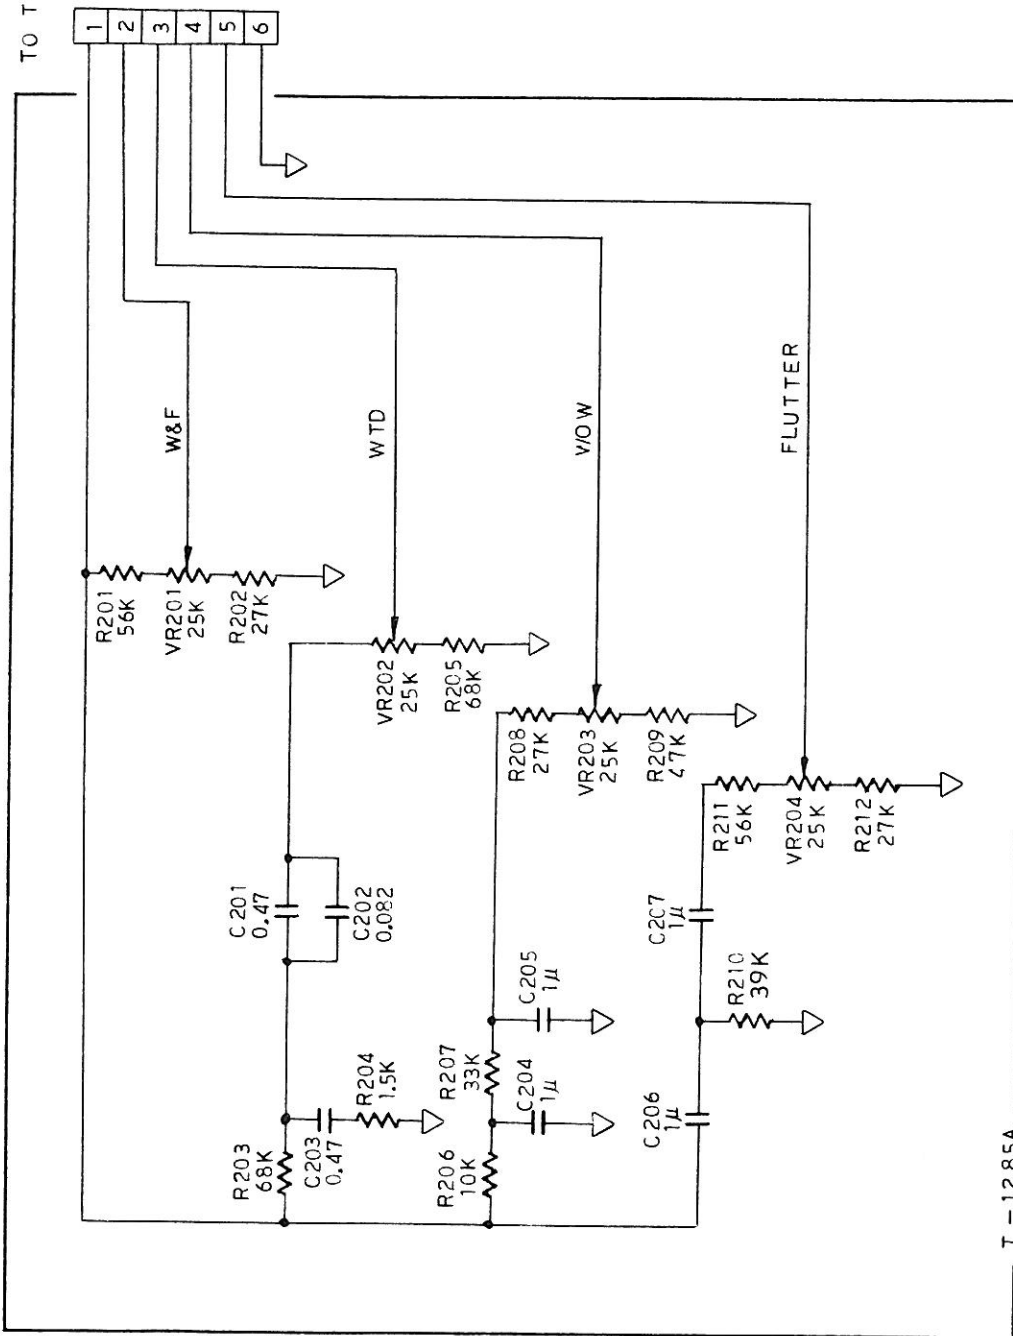 TO T
1
2
3
4
5
6
W&F
WTD
WOW
FLUTTER
R201
56K
VR201
25K
R202
27K
VR202
25K
R205
68K
R208
27K
VR203
25K
R209
47K
R211
56K
VR204
25K
R212
27K
C201
0.47
C202
0.082
C207
1μ
C205
1μ
R210
39K
R203
68K
C203
0.47
R204
1.5K
R207
33K
C204
1μ
R206
10K
C206
1μ
T-1285A